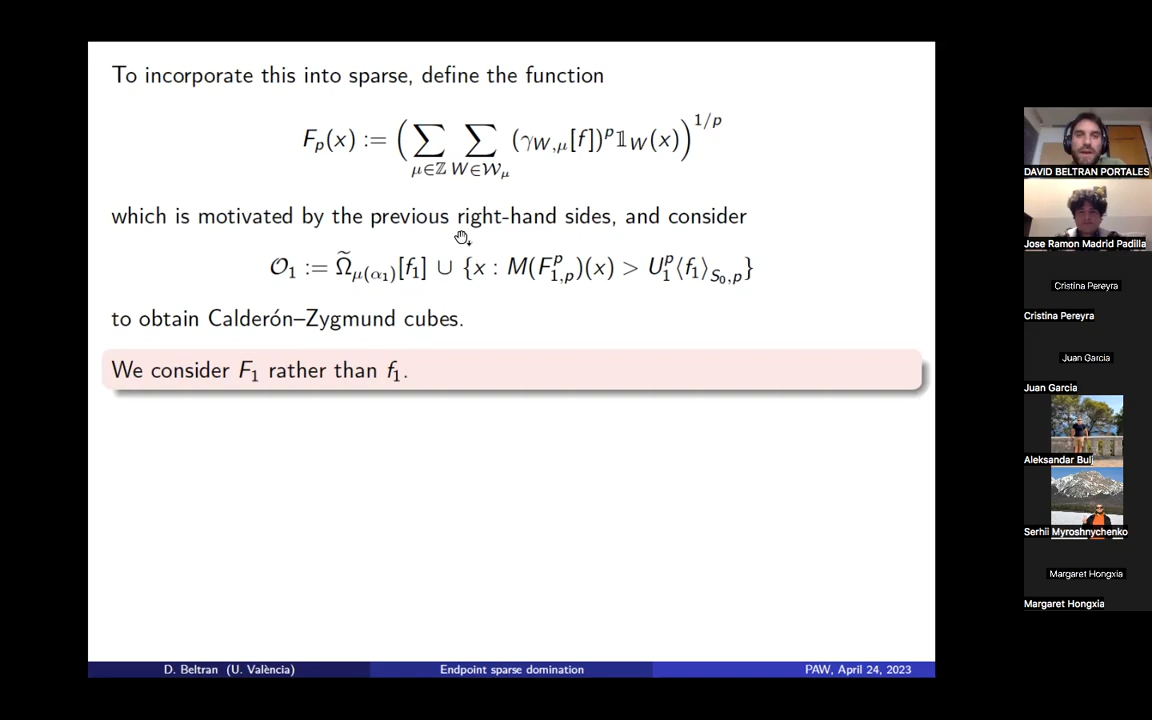 To incorporate this into sparse, define the function
F_p(x) := ( ∑_{μ∈ℤ} ∑_{W∈𝒲_μ} (γ_{W,μ}[f])^p 𝟙_W(x) )^{1/p}
which is motivated by the previous right-hand sides, and consider
𝒪_1 := Ω̃_{μ(α_1)}[f_1] ∪ {x : M(F_{1,p}^p)(x) > U_1^p⟨f_1⟩_{S_0,p}}
to obtain Calderón–Zygmund cubes.
We consider F_1 rather than f_1.
D. Beltran (U. València)
Endpoint sparse domination
PAW, April 24, 2023
DAVID BELTRAN PORTALES
Jose Ramon Madrid Padilla
Cristina Pereyra
Cristina Pereyra
Juan Garcia
Juan Garcia
Aleksandar Bulj
Serhii Myroshnychenko
Margaret Hongxia
Margaret Hongxia